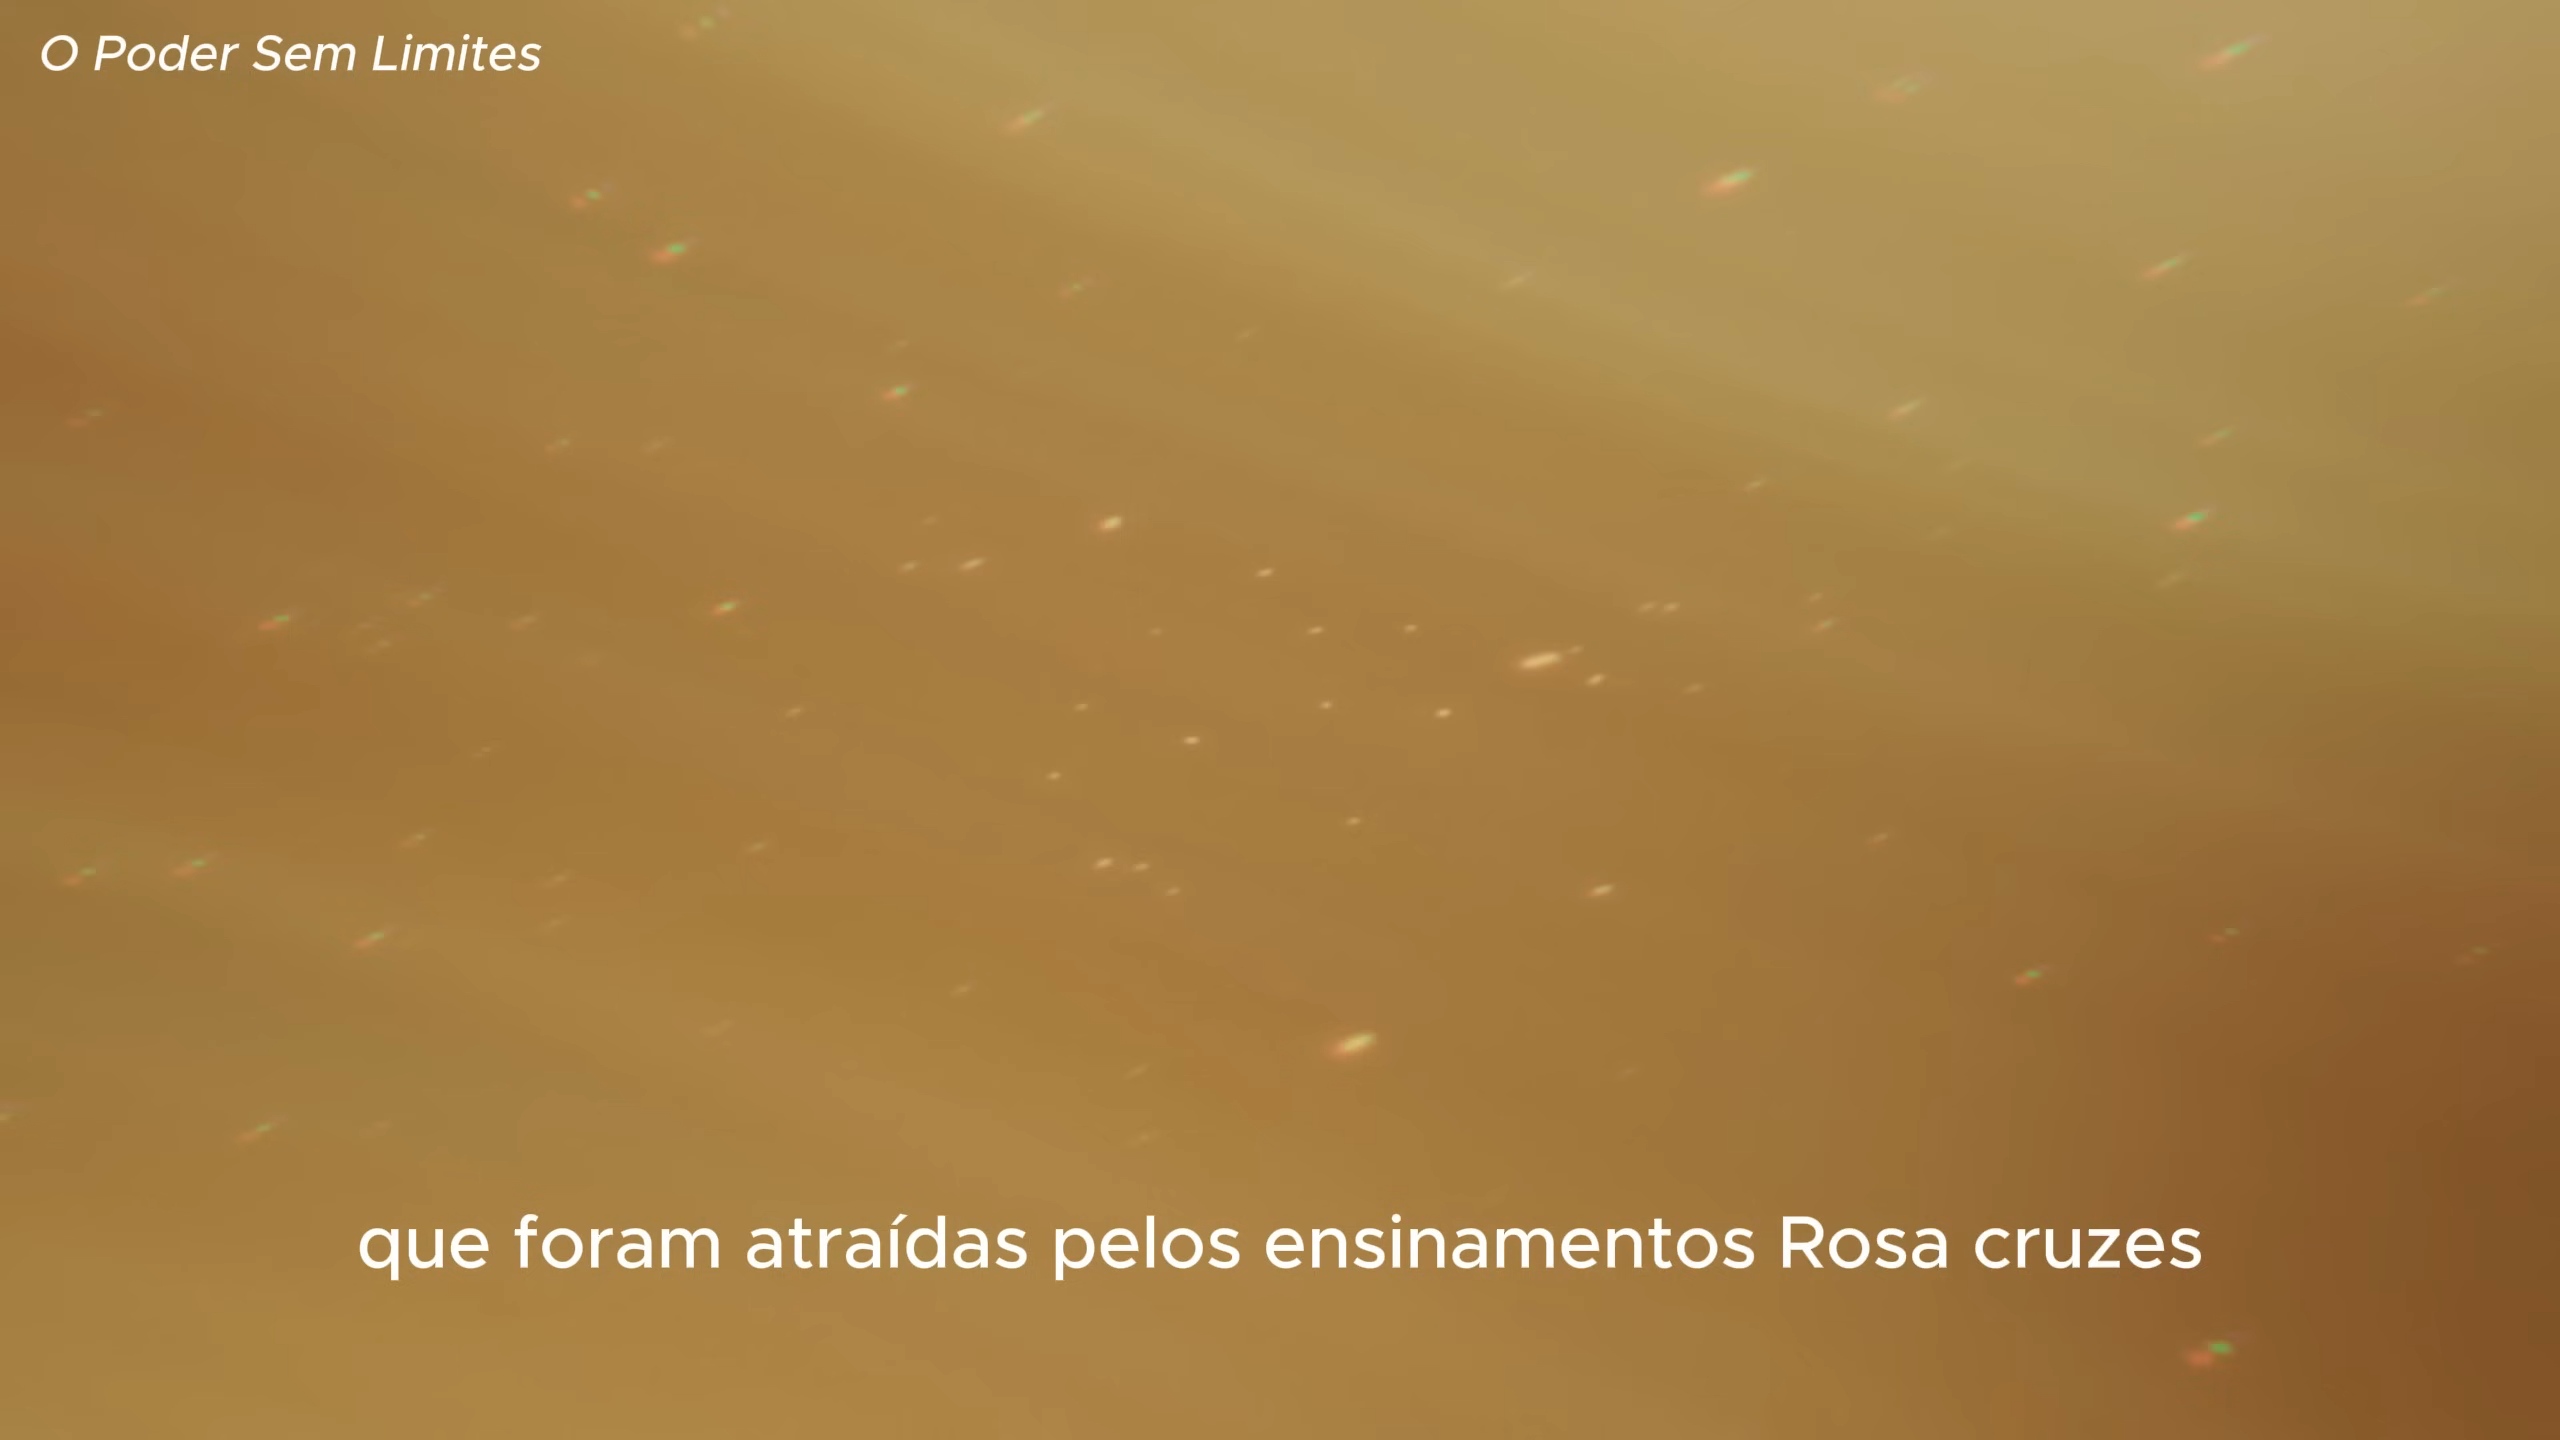 O Poder Sem Limites
que foram atraídas pelos ensinamentos Rosa cruzes